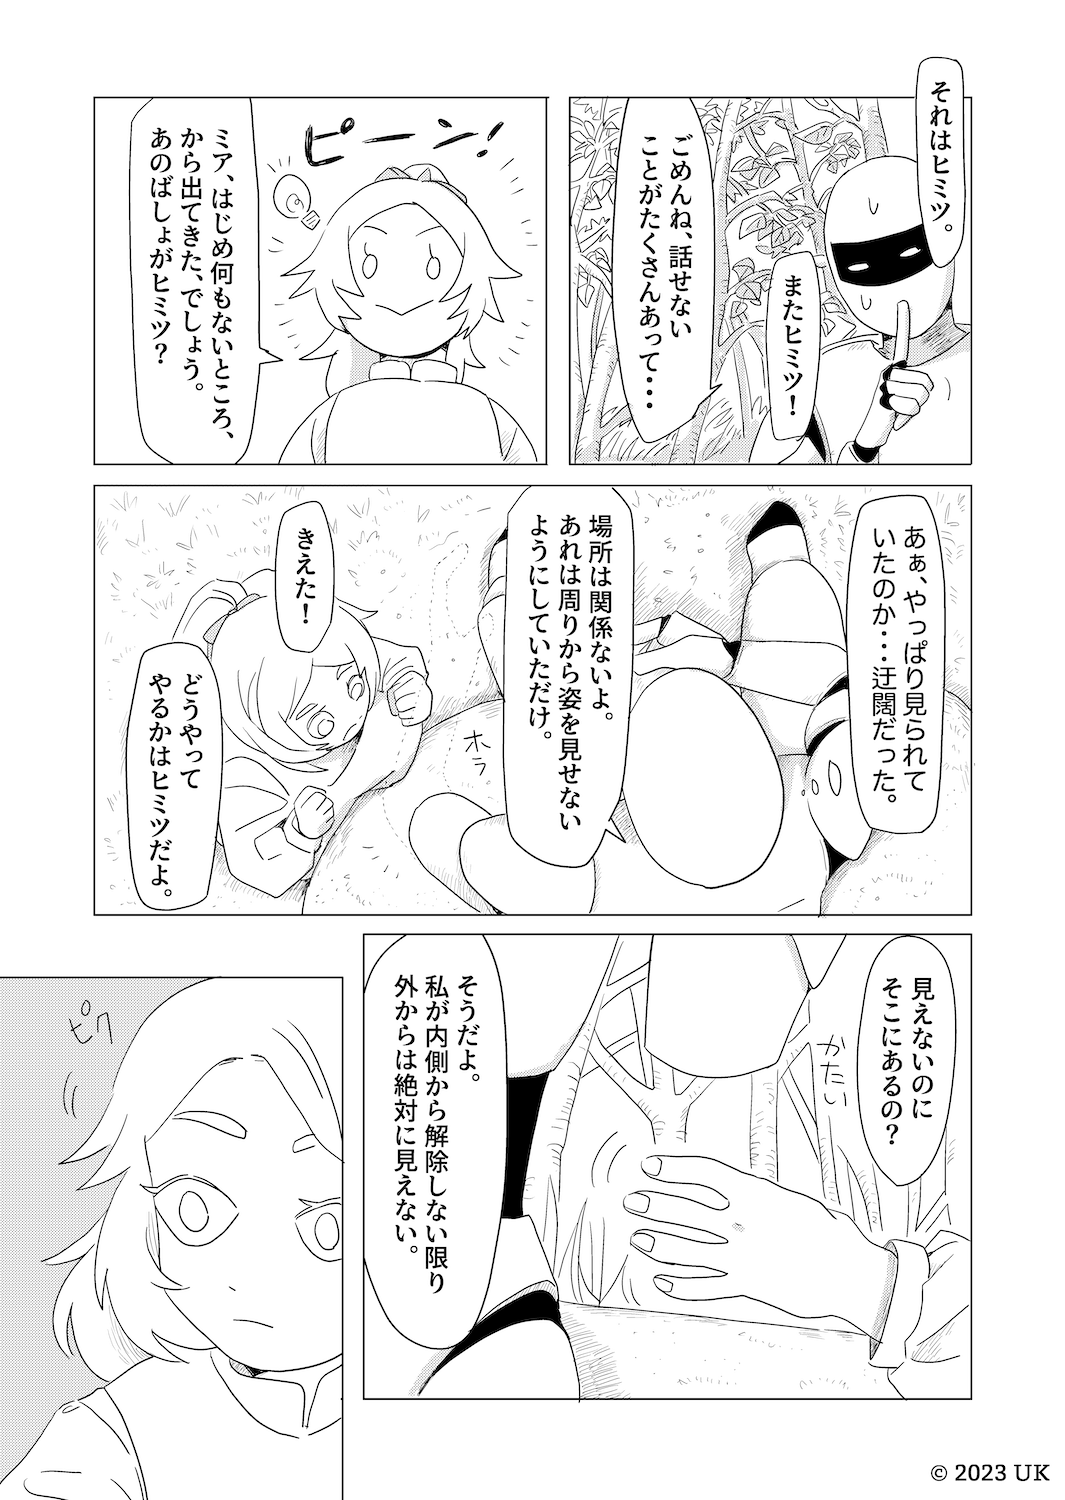 それはヒミツ。
またヒミツ！
ごめんね、話せない
ことがたくさんあって・・・
ピーン！
ミア、はじめ何もないところ、
から出てきた、でしょう。
あのばしょがヒミツ？
あぁ、やっぱり見られて
いたのか・・・迂闊だった。
場所は関係ないよ。
あれは周りから姿を見せない
ようにしていただけ。
ホラ
きえた！
どうやって
やるかはヒミツだよ。
見えないのに
そこにあるの？
かたい
そうだよ。
私が内側から解除しない限り
外からは絶対に見えない。
ピク
© 2023 UK